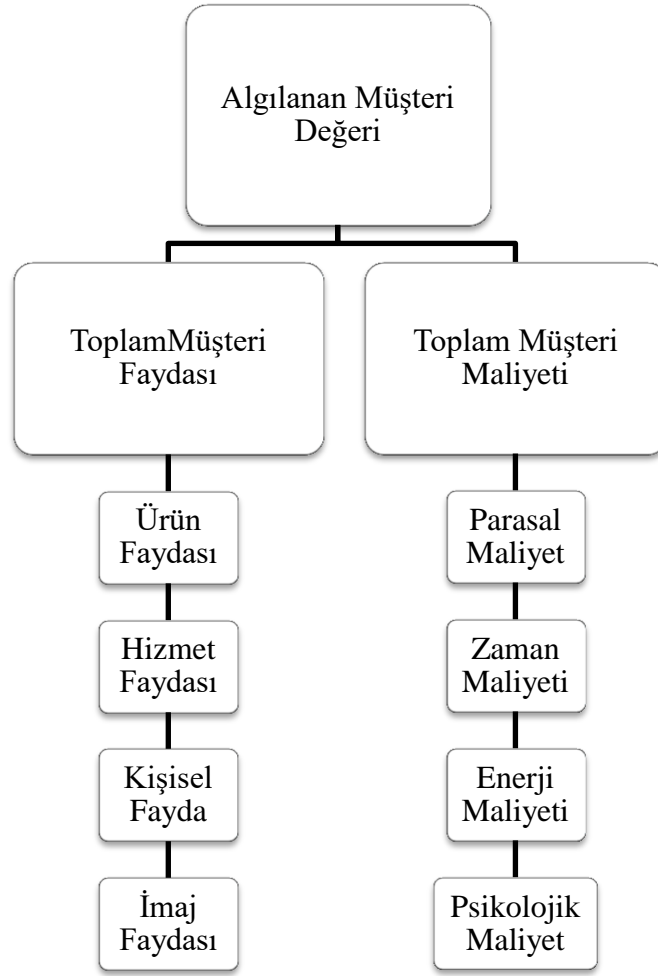 Algılanan Müşteri
Değeri
ToplamMüşteri
Faydası
Toplam Müşteri
Maliyeti
Ürün
Faydası
Parasal
Maliyet
Hizmet
Faydası
Zaman
Maliyeti
Kişisel
Fayda
Enerji
Maliyeti
İmaj
Faydası
Psikolojik
Maliyet